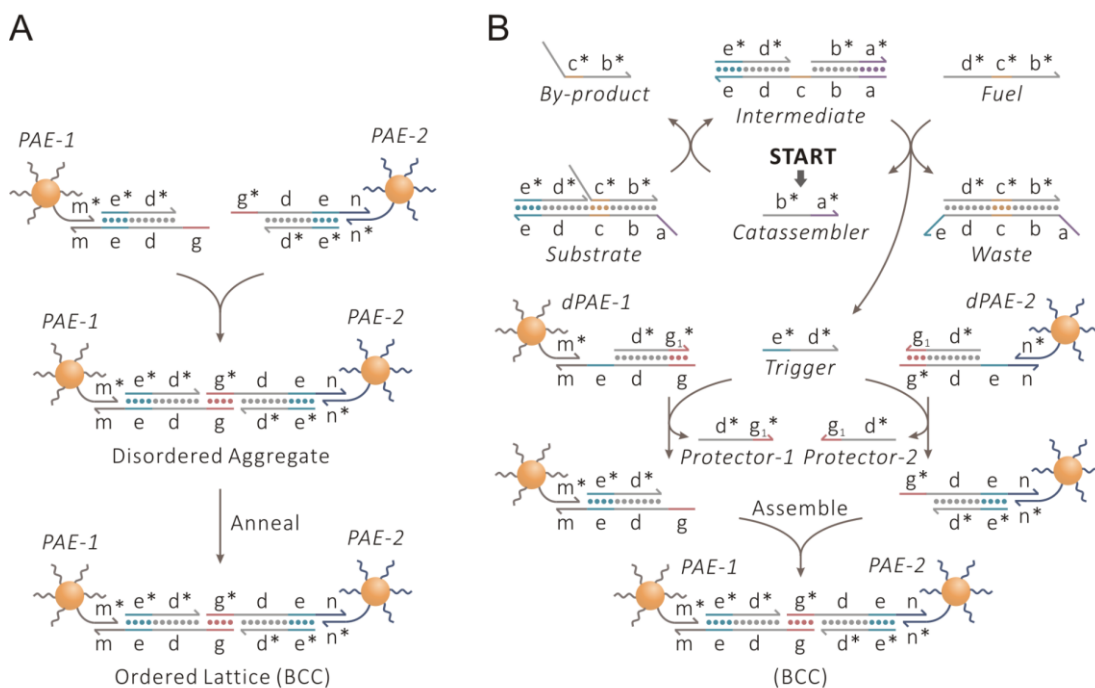 A
PAE-1
PAE-2
m* e* d*
g* d e n
m e d g
d* e* n*
PAE-1
PAE-2
m* e* d* g* d e n
m e d g d* e* n*
Disordered Aggregate
Anneal
PAE-1
PAE-2
m* e* d* g* d e n
m e d g d* e* n*
Ordered Lattice (BCC)
B
c* b*
By-product
e* d* b* a*
e d c b a
Intermediate
d* c* b*
Fuel
START
e* d* c* b*
e d c b a
Substrate
b* a*
Catassembler
d* c* b*
e d c b a
Waste
dPAE-1
dPAE-2
m* d* g₁*
m e d g
e* d*
Trigger
g₁ d* n*
g* d e n
d* g₁*
Protector-1
g₁ d*
Protector-2
m* e* d*
m e d g
Assemble
g* d e n
d* e* n*
PAE-1
PAE-2
m* e* d* g* d e n
m e d g d* e* n*
(BCC)